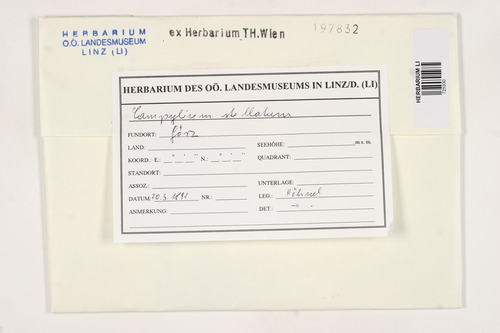 HERBARIUM
O.Ö. LANDESMUSEUM
LINZ (LI)
ex Herbarium TH.Wien
197832
HERBARIUM LI
HERBARIUM DES OÖ. LANDESMUSEUMS IN LINZ/D. (LI)
Campylium stellatum
FUNDORT: Görz
LAND: SEEHÖHE: m s. m.
KOORD.: E.: ° ' " N.: ° ' " QUADRANT:
STANDORT:
ASSOZ.: UNTERLAGE:
DATUM: 20.3.1891 NR.: LEG.:
ANMERKUNG: DET.: - " -